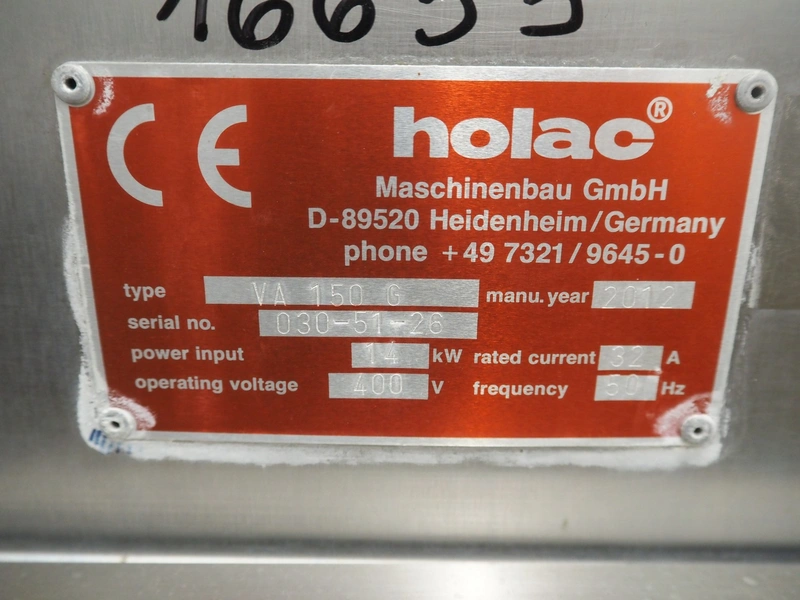 16655
CE
holac®
Maschinenbau GmbH
D-89520 Heidenheim/Germany
phone +49 7321/9645-0
type VA 150 G manu. year 2012
serial no. 030-51-26
power input 14 kW rated current 32 A
operating voltage 400 V frequency 50 Hz